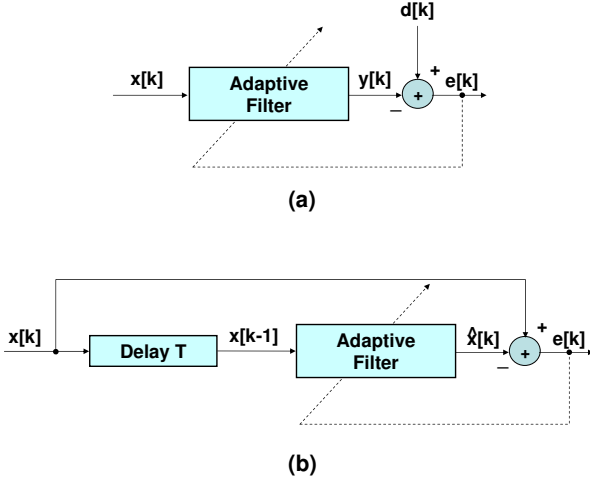 d[k]
x[k]
Adaptive
Filter
y[k]
+
e[k]
+
–
(a)
x[k]
Delay T
x[k-1]
Adaptive
Filter
x̂[k]
+
e[k]
+
–
(b)